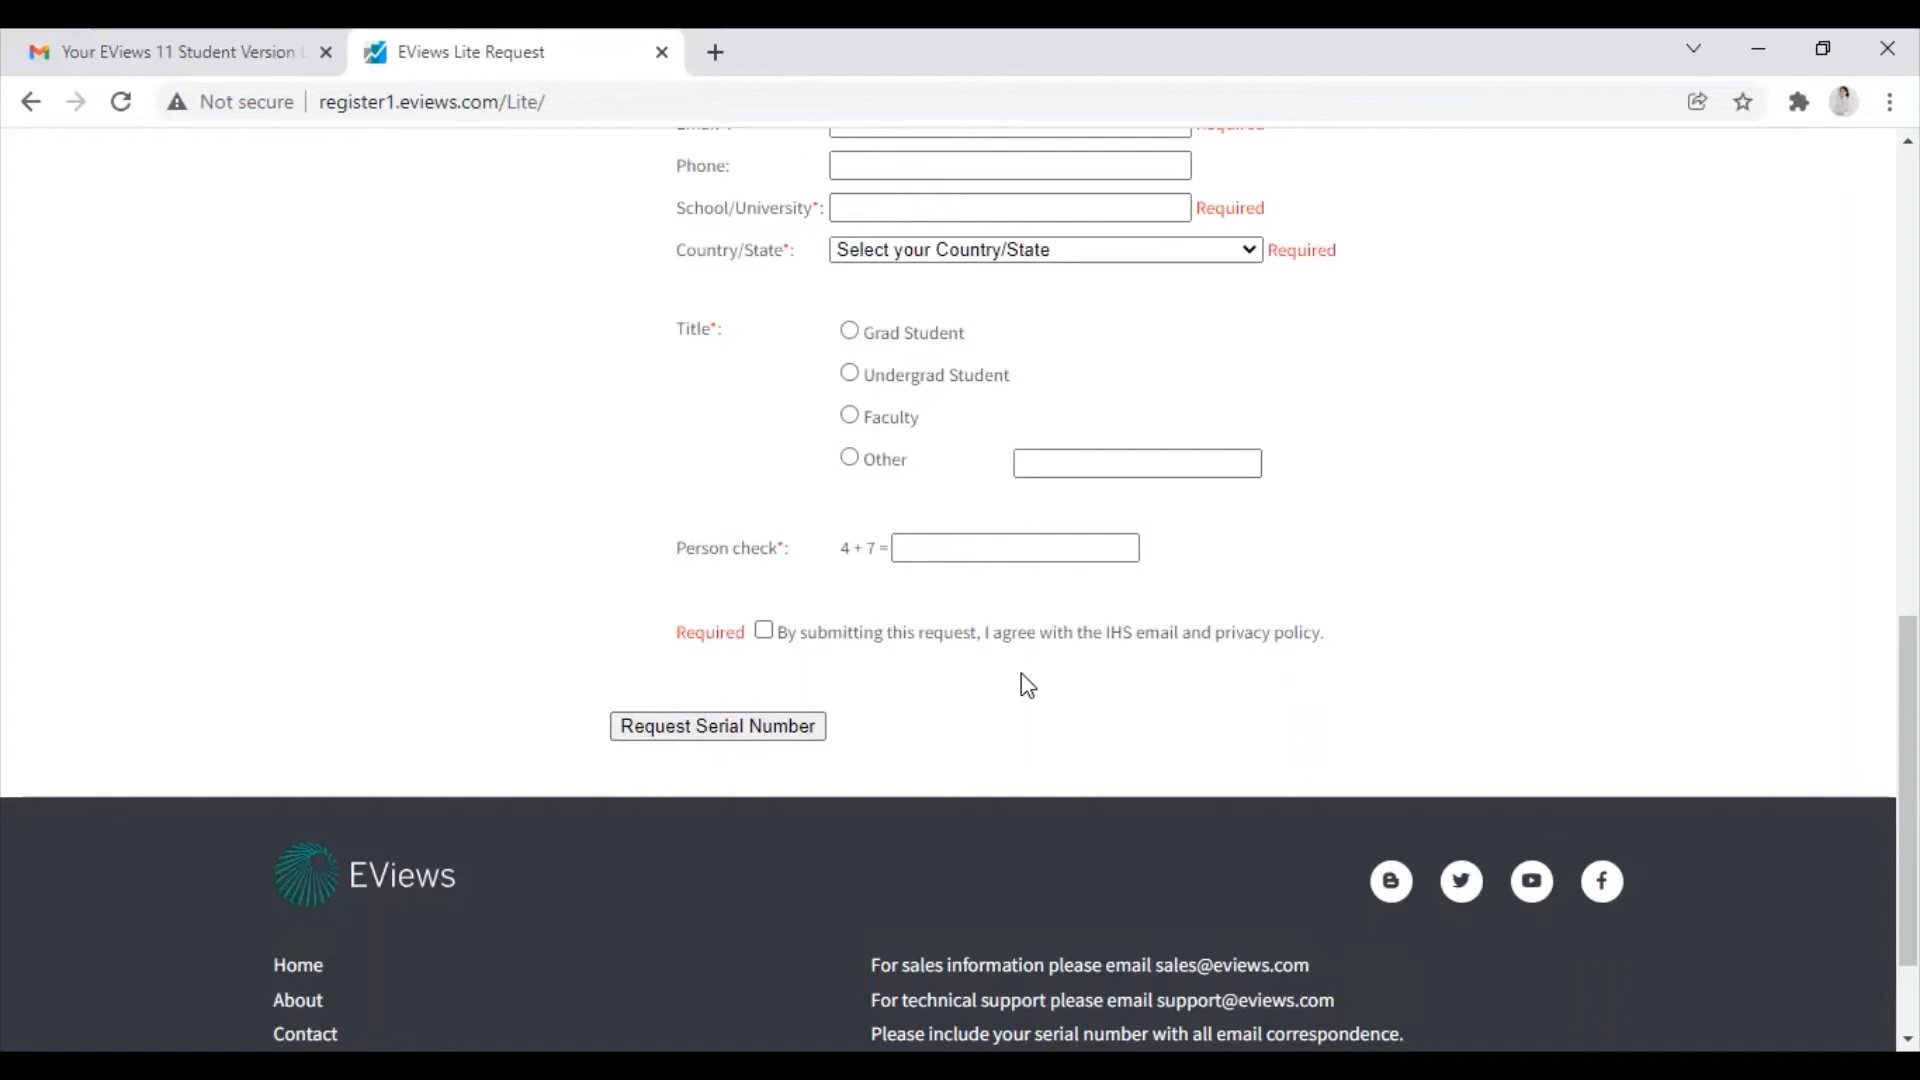 Your EViews 11 Student Version
EViews Lite Request
Not secure
register1.eviews.com/Lite/
Required
Phone:
School/University*:
Required
Country/State*:
Select your Country/State
Required
Title*:
Grad Student
Undergrad Student
Faculty
Other
Person check*:
4 + 7 =
Required By submitting this request, I agree with the IHS email and privacy policy.
Request Serial Number
EViews
Home
For sales information please email sales@eviews.com
About
For technical support please email support@eviews.com
Contact
Please include your serial number with all email correspondence.